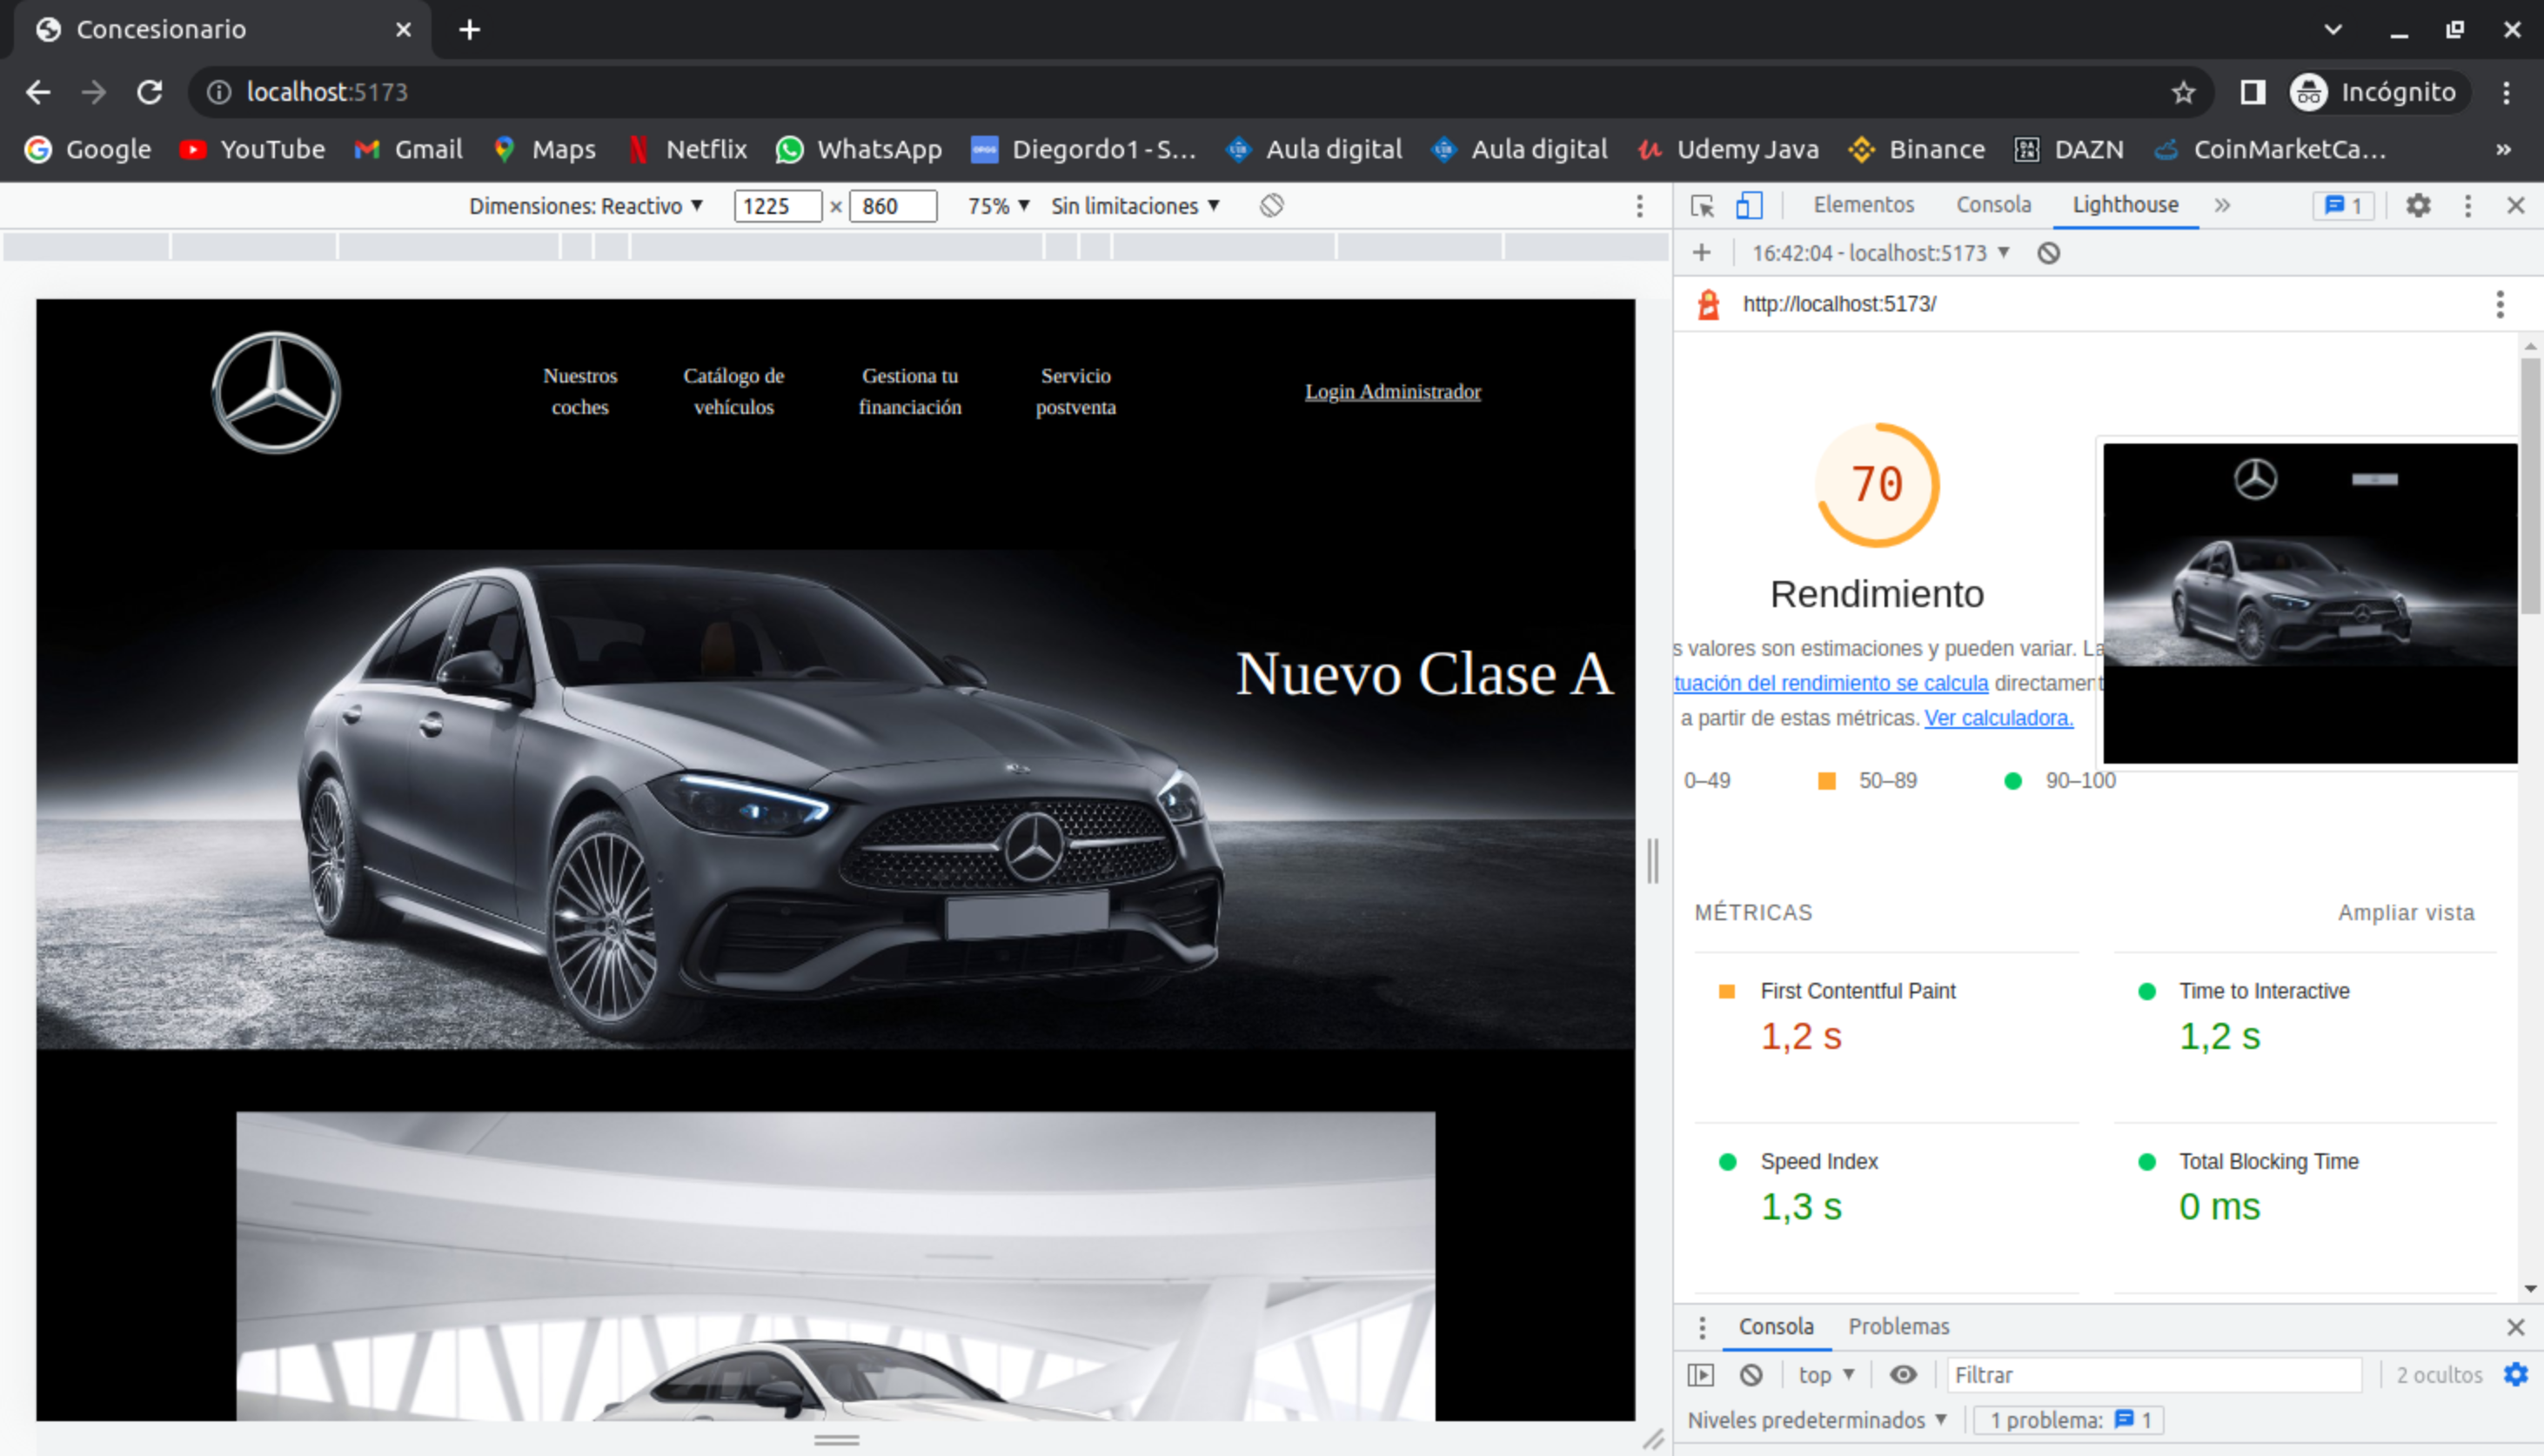 Concesionario
localhost:5173
Incógnito
Google YouTube Gmail Maps Netflix WhatsApp Diegordo1 - S... Aula digital Aula digital Udemy Java Binance DAZN CoinMarketCa...
Dimensiones: Reactivo 1225 × 860 75% Sin limitaciones
Elementos Consola Lighthouse 1
16:42:04 - localhost:5173
http://localhost:5173/
Nuestros coches
Catálogo de vehículos
Gestiona tu financiación
Servicio postventa
Login Administrador
Nuevo Clase A
70
Rendimiento
s valores son estimaciones y pueden variar. La
tuación del rendimiento se calcula directament
a partir de estas métricas. Ver calculadora.
0–49 50–89 90–100
MÉTRICAS Ampliar vista
First Contentful Paint
1,2 s
Time to Interactive
1,2 s
Speed Index
1,3 s
Total Blocking Time
0 ms
Consola Problemas
top Filtrar 2 ocultos
Niveles predeterminados 1 problema: 1